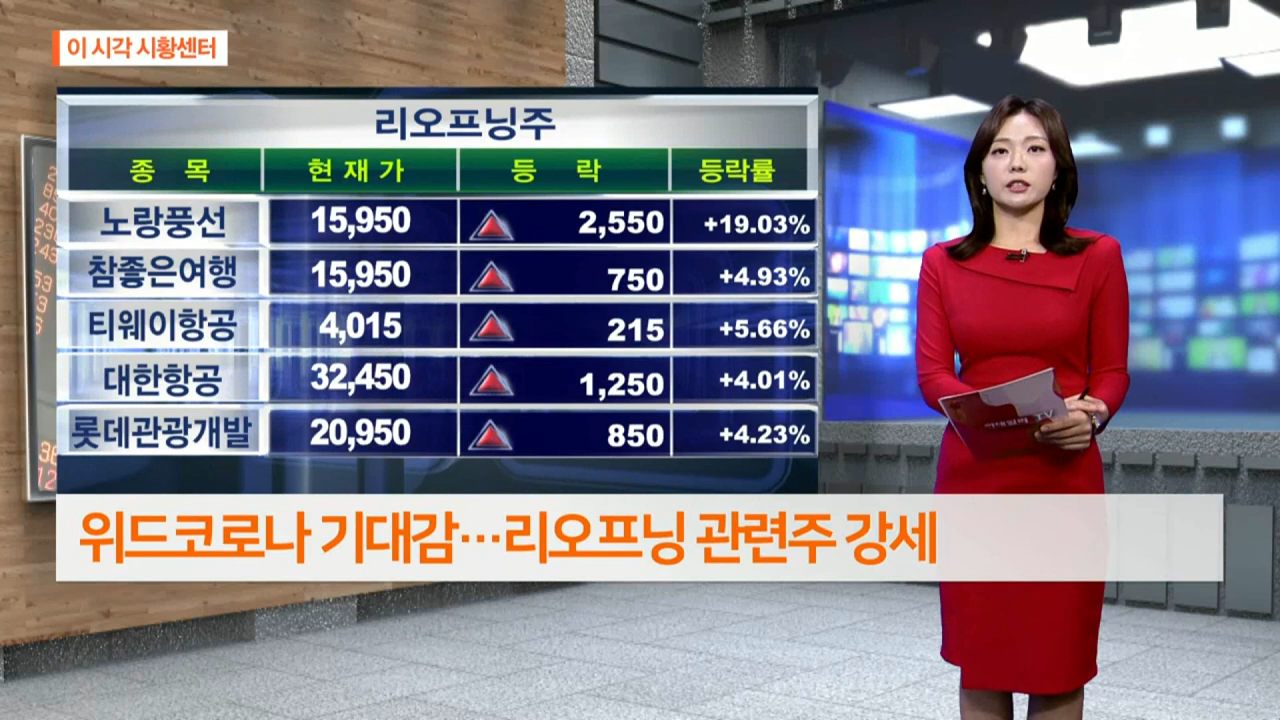 이 시각 시황센터
리오프닝주
종 목 현 재 가 등 락 등락률
노랑풍선 15,950 ▲ 2,550 +19.03%
참좋은여행 15,950 ▲ 750 +4.93%
티웨이항공 4,015 ▲ 215 +5.66%
대한항공 32,450 ▲ 1,250 +4.01%
롯데관광개발 20,950 ▲ 850 +4.23%
위드코로나 기대감…리오프닝 관련주 강세
TV